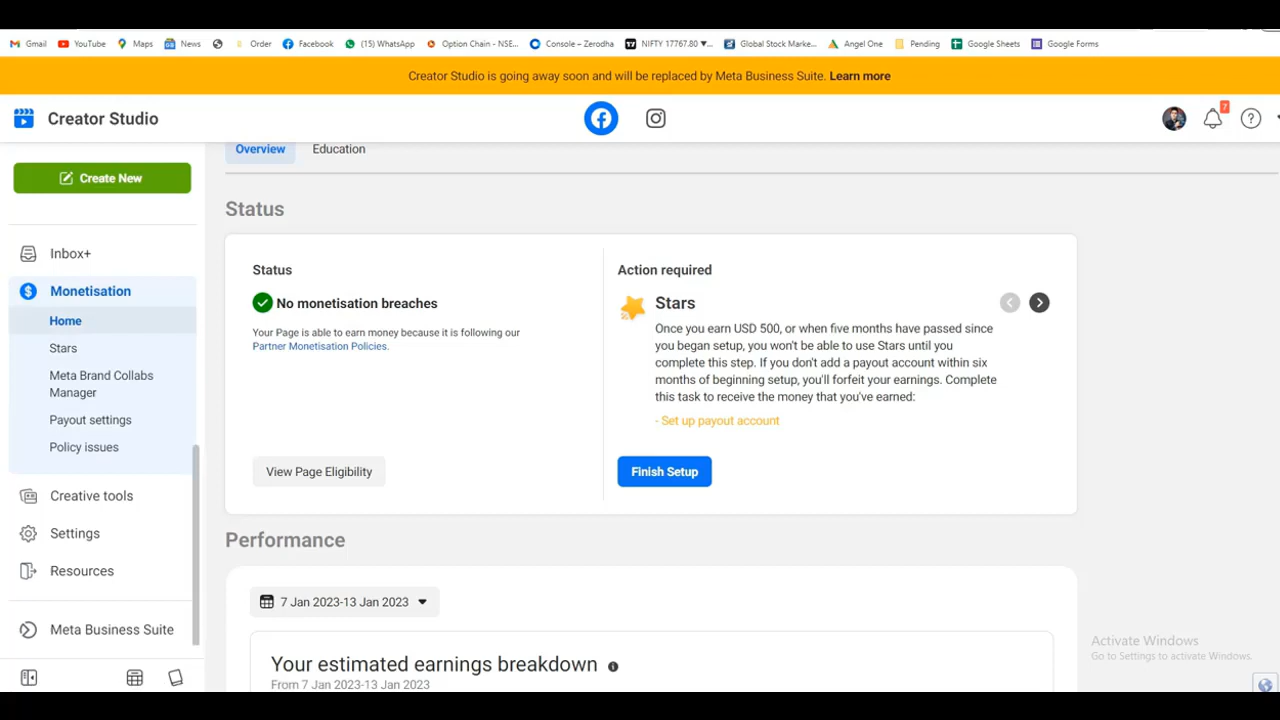 Gmail YouTube Maps News Order Facebook (15) WhatsApp Option Chain - NSE... Console – Zerodha NIFTY 17767.80 ▼... Global Stock Marke... Angel One Pending Google Sheets Google Forms
Creator Studio is going away soon and will be replaced by Meta Business Suite. Learn more
Creator Studio
7
Overview Education
Create New
Inbox+
Monetisation
Home
Stars
Meta Brand Collabs
Manager
Payout settings
Policy issues
Creative tools
Settings
Resources
Meta Business Suite
Status
Status
No monetisation breaches
Your Page is able to earn money because it is following our
Partner Monetisation Policies.
View Page Eligibility
Action required
Stars
Once you earn USD 500, or when five months have passed since
you began setup, you won't be able to use Stars until you
complete this step. If you don't add a payout account within six
months of beginning setup, you'll forfeit your earnings. Complete
this task to receive the money that you've earned:
- Set up payout account
Finish Setup
Performance
7 Jan 2023-13 Jan 2023
Your estimated earnings breakdown
From 7 Jan 2023-13 Jan 2023
Activate Windows
Go to Settings to activate Windows.